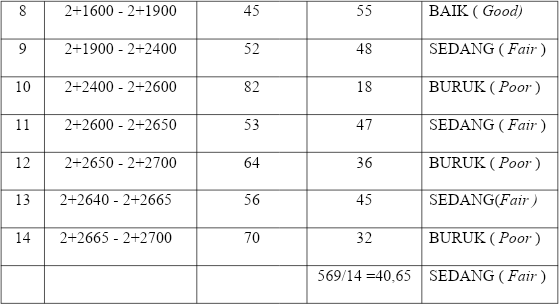 8 2+1600 - 2+1900 45 55 BAIK ( Good)
9 2+1900 - 2+2400 52 48 SEDANG ( Fair )
10 2+2400 - 2+2600 82 18 BURUK ( Poor )
11 2+2600 - 2+2650 53 47 SEDANG ( Fair )
12 2+2650 - 2+2700 64 36 BURUK ( Poor )
13 2+2640 - 2+2665 56 45 SEDANG(Fair )
14 2+2665 - 2+2700 70 32 BURUK ( Poor )
569/14 =40,65 SEDANG ( Fair )